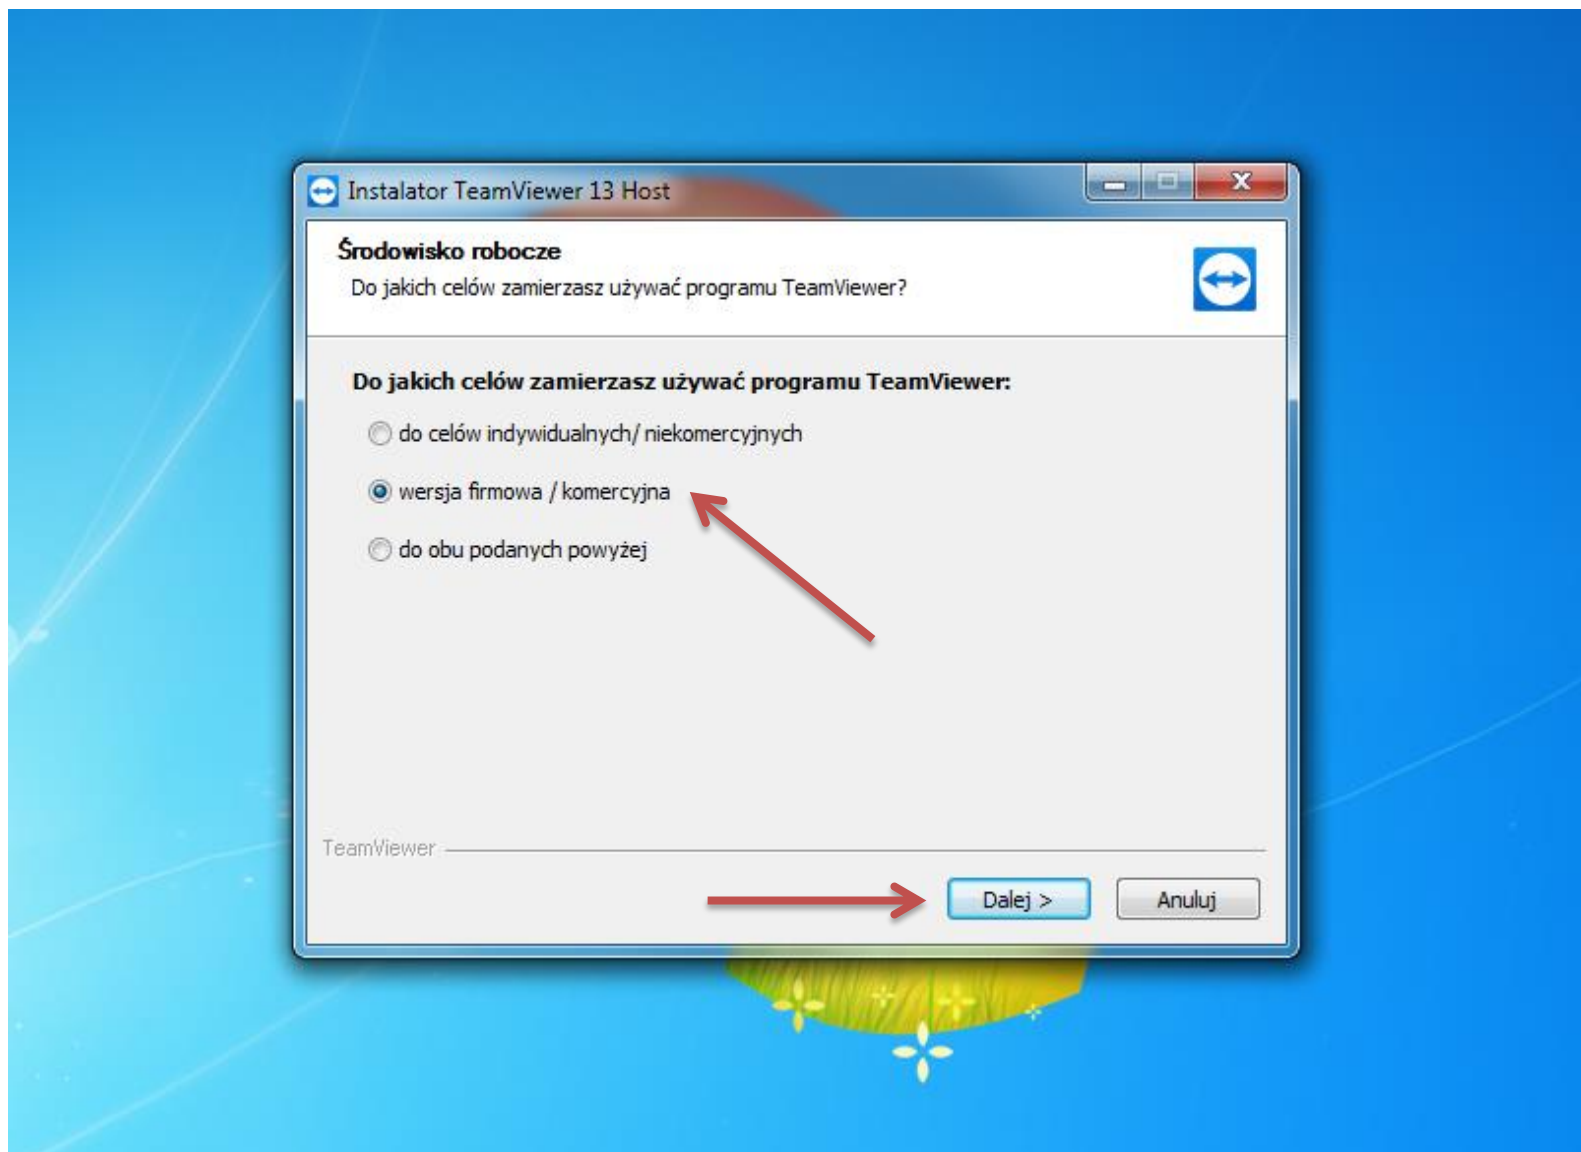 Instalator TeamViewer 13 Host
Środowisko robocze
Do jakich celów zamierzasz używać programu TeamViewer?
Do jakich celów zamierzasz używać programu TeamViewer:
do celów indywidualnych/ niekomercyjnych
wersja firmowa / komercyjna
do obu podanych powyżej
TeamViewer
Dalej >
Anuluj